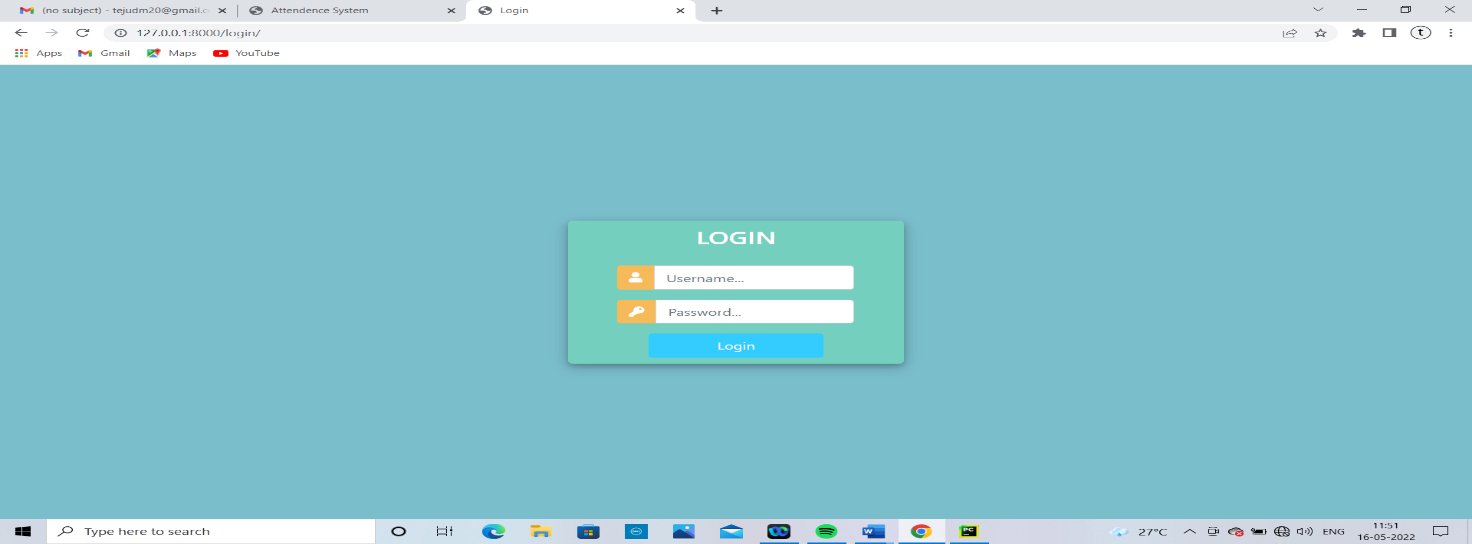 (no subject) - tejudm20@gmail.c
Attendence System
Login
127.0.0.1:8000/login/
t
Apps
Gmail
Maps
YouTube
LOGIN
Username...
Password...
Login
Type here to search
W
PC
27°C
ENG
11:51
16-05-2022